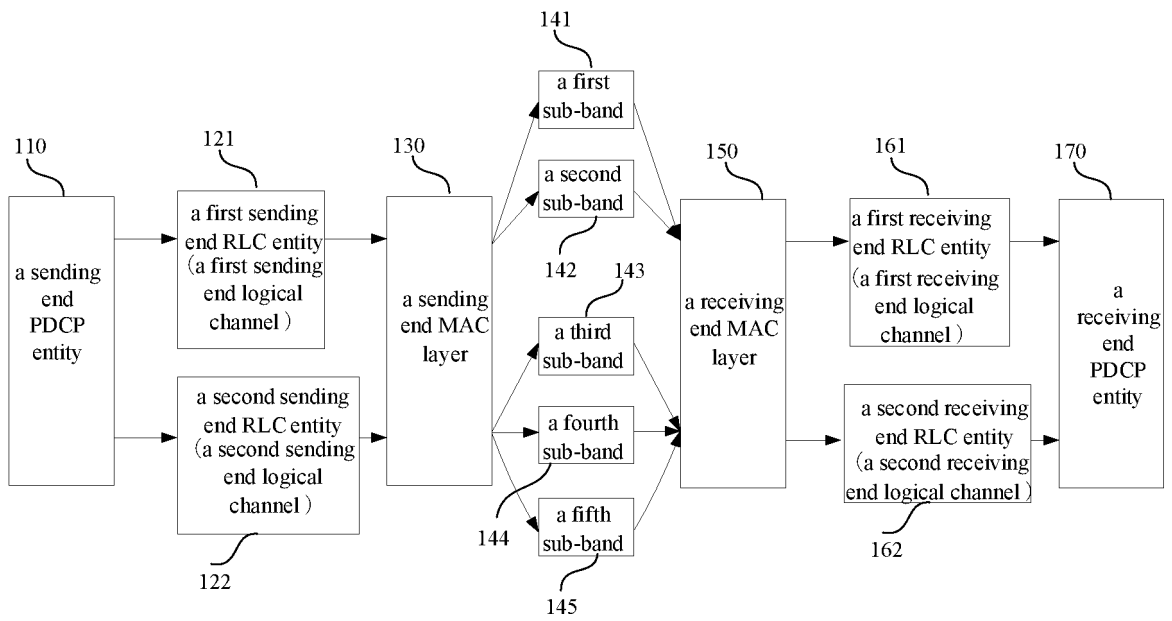 141
a first
sub-band
110
121
130
150
161
170
a second
sub-band
142
a sending
end
PDCP
entity
a first sending
end RLC entity
(a first sending
end logical
channel)
a sending
end MAC
layer
143
a third
sub-band
a receiving
end MAC
layer
a first receiving
end RLC entity
(a first receiving
end logical
channel)
a
receiving
end
PDCP
entity
a second sending
end RLC entity
(a second sending
end logical
channel)
a fourth
sub-band
a second receiving
end RLC entity
(a second receiving
end logical channel)
144
a fifth
sub-band
122
145
162